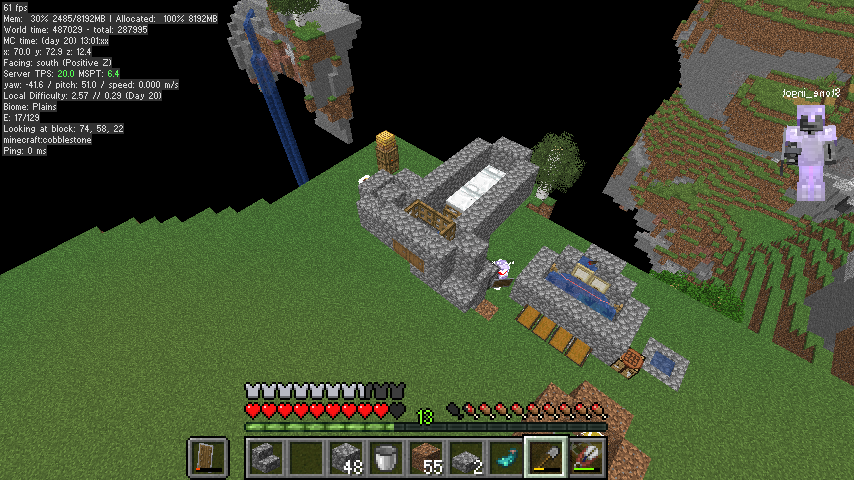 61 fps
Mem: 30% 2485/8192MB | Allocated: 100% 8192MB
World time: 487029 - total: 287995
MC time: (day 20) 13:01:xx
x: 70.0 y: 72.9 z: 12.4
Facing: south (Positive Z)
Server TPS: 20.0 MSPT: 6.4
yaw: -41.6 / pitch: 51.0 / speed: 0.000 m/s
Local Difficulty: 2.57 // 0.29 (Day 20)
Biome: Plains
E: 17/129
Looking at block: 74, 58, 22
minecraft:cobblestone
Ping: 0 ms
13
48
55
2